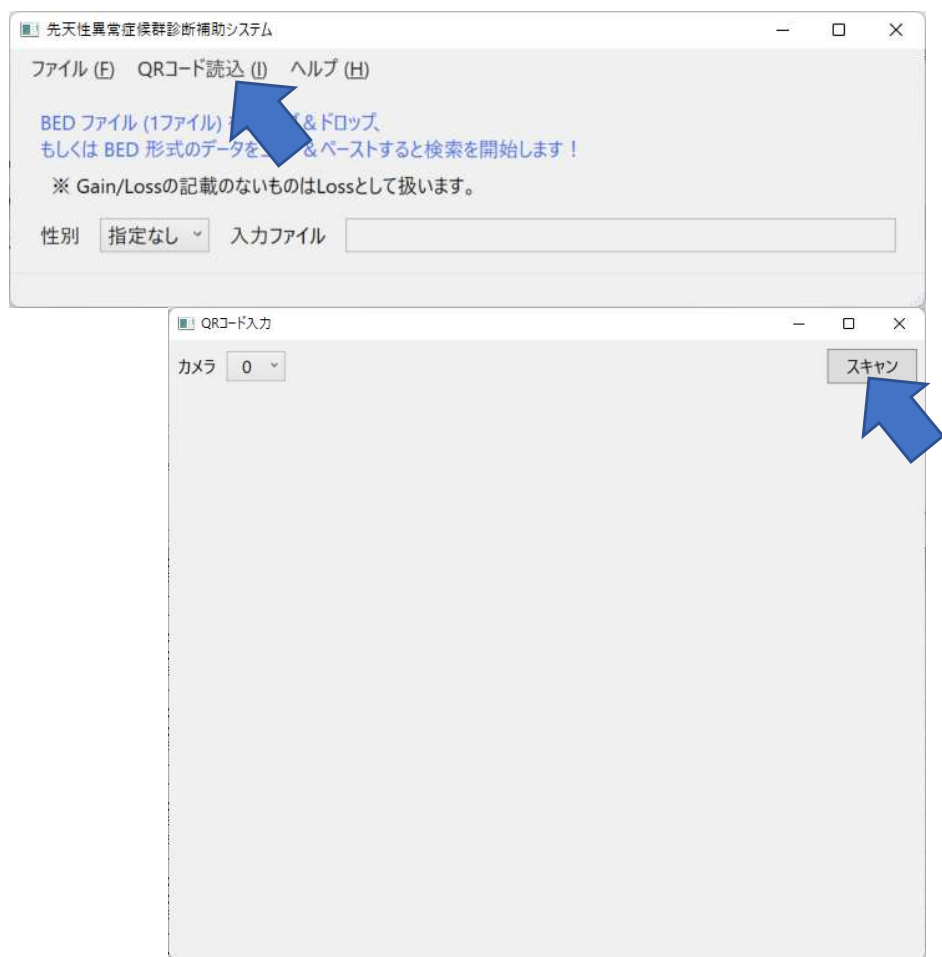 先天性異常症候群診断補助システム
ファイル (F) QRコード読込 (I) ヘルプ (H)
BED ファイル (1ファイル) &ドロップ、
もしくは BED 形式のデータを &ペーストすると検索を開始します！
※ Gain/Lossの記載のないものはLossとして扱います。
性別 指定なし 入力ファイル
QRコード入力
カメラ 0 スキャン